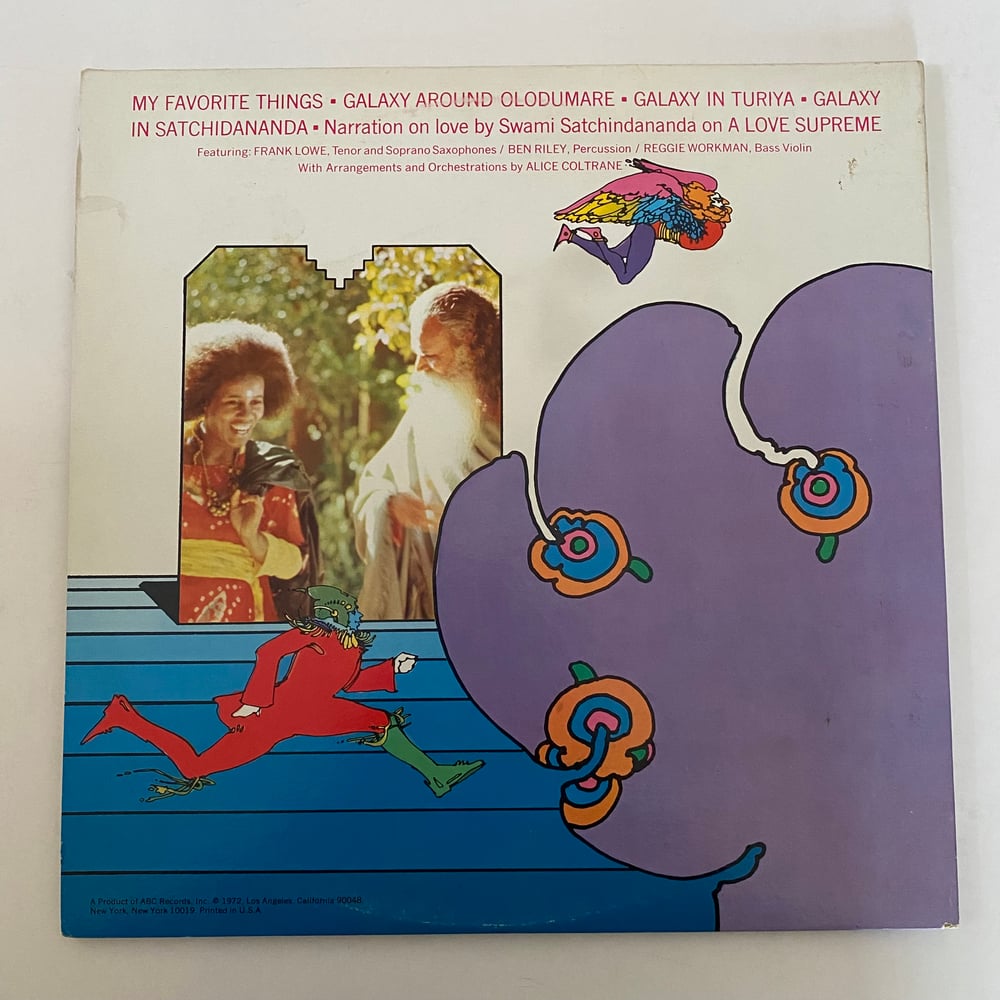 MY FAVORITE THINGS ▪ GALAXY AROUND OLODUMARE ▪ GALAXY IN TURIYA ▪ GALAXY
IN SATCHIDANANDA ▪ Narration on love by Swami Satchindananda on A LOVE SUPREME
Featuring: FRANK LOWE, Tenor and Soprano Saxophones / BEN RILEY, Percussion / REGGIE WORKMAN, Bass Violin
With Arrangements and Orchestrations by ALICE COLTRANE
A Product of ABC Records, Inc. © 1972, Los Angeles, California 90048.
New York, New York 10019. Printed in U.S.A.